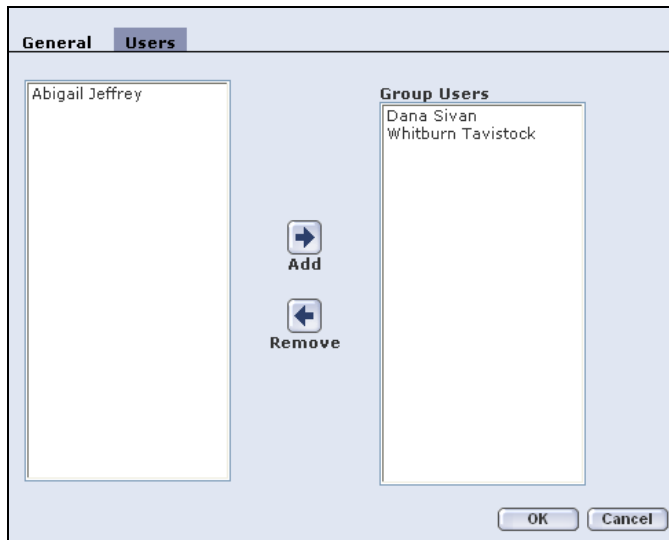 General Users
Abigail Jeffrey
Group Users
Dana Sivan
Whitburn Tavistock
Add
Remove
OK Cancel